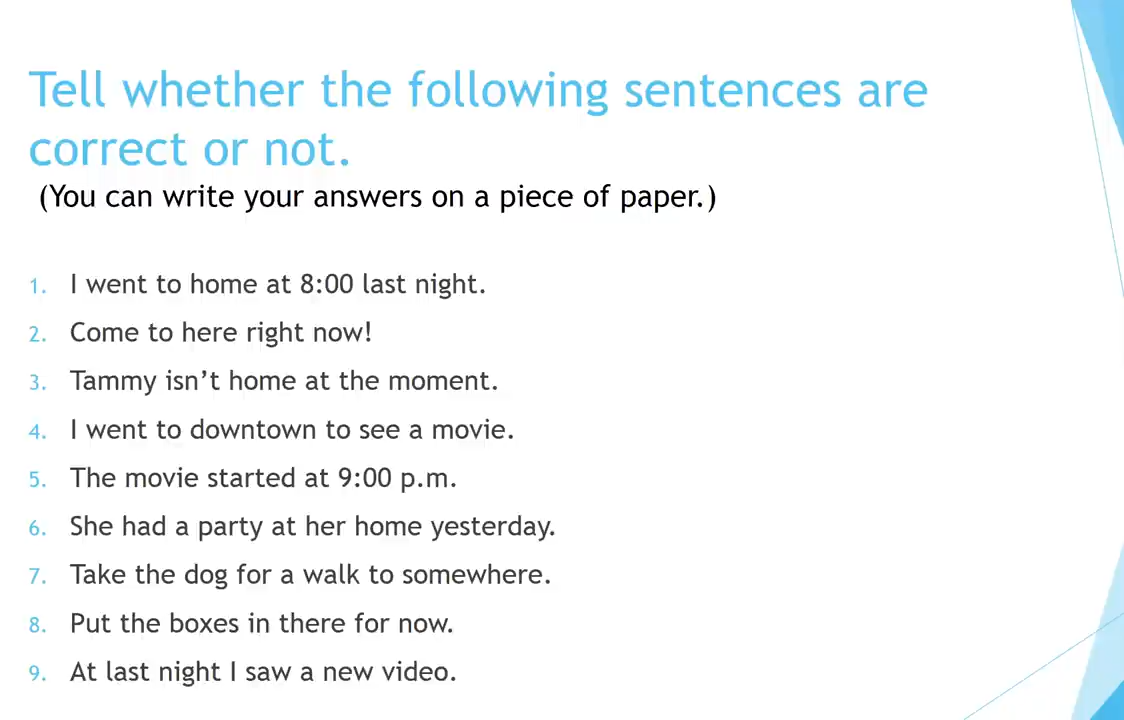 Tell whether the following sentences are
correct or not.
(You can write your answers on a piece of paper.)
1. I went to home at 8:00 last night.
2. Come to here right now!
3. Tammy isn’t home at the moment.
4. I went to downtown to see a movie.
5. The movie started at 9:00 p.m.
6. She had a party at her home yesterday.
7. Take the dog for a walk to somewhere.
8. Put the boxes in there for now.
9. At last night I saw a new video.